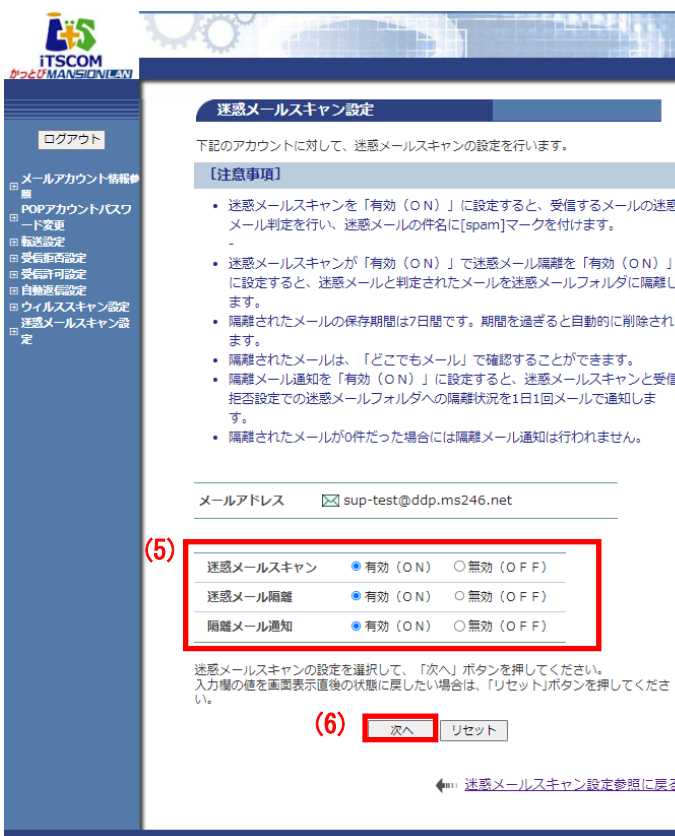 iTS
iTSCOM
かっとびMANSIONLAN
迷惑メールスキャン設定
ログアウト
下記のアカウントに対して、迷惑メールスキャンの設定を行います。
メールアカウント情報参
照
POPアカウントパスワ
ード変更
転送設定
受信拒否設定
受信許可設定
自動返信設定
ウィルススキャン設定
迷惑メールスキャン設
定
［注意事項］
• 迷惑メールスキャンを「有効（ＯＮ）」に設定すると、受信するメールの迷惑
メール判定を行い、迷惑メールの件名に[spam]マークを付けます。
-
• 迷惑メールスキャンが「有効（ＯＮ）」で迷惑メール隔離を「有効（ＯＮ）」
に設定すると、迷惑メールと判定されたメールを迷惑メールフォルダに隔離し
ます。
• 隔離されたメールの保存期間は7日間です。期間を過ぎると自動的に削除され
ます。
• 隔離されたメールは、「どこでもメール」で確認することができます。
• 隔離メール通知を「有効（ＯＮ）」に設定すると、迷惑メールスキャンと受信
拒否設定での迷惑メールフォルダへの隔離状況を1日1回メールで通知しま
す。
• 隔離されたメールが0件だった場合には隔離メール通知は行われません。
メールアドレス sup-test@ddp.ms246.net
(5)
迷惑メールスキャン 有効（ＯＮ） 無効（ＯＦＦ）
迷惑メール隔離 有効（ＯＮ） 無効（ＯＦＦ）
隔離メール通知 有効（ＯＮ） 無効（ＯＦＦ）
迷惑メールスキャンの設定を選択して、「次へ」ボタンを押してください。
入力欄の値を画面表示直後の状態に戻したい場合は、「リセット」ボタンを押してくださ
い。
(6) 次へ リセット
迷惑メールスキャン設定参照に戻る